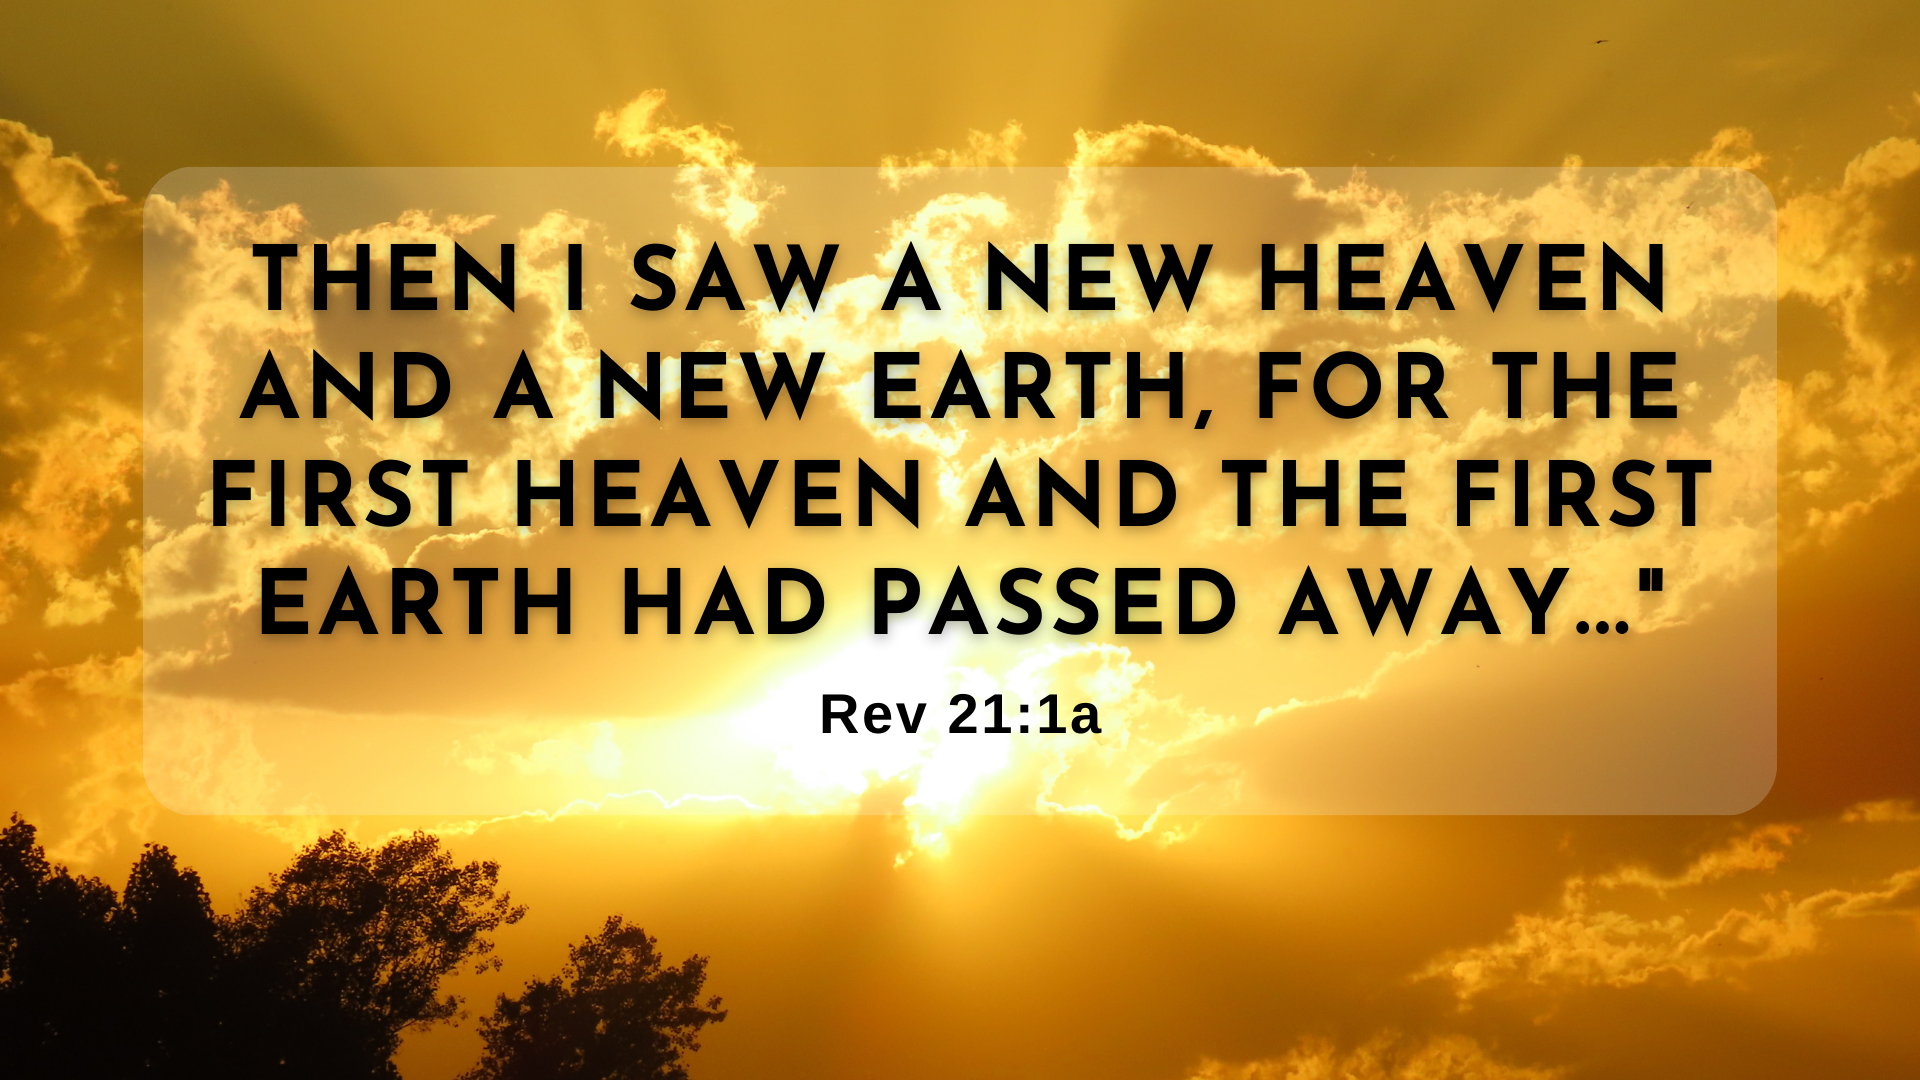 THEN I SAW A NEW HEAVEN
AND A NEW EARTH, FOR THE
FIRST HEAVEN AND THE FIRST
EARTH HAD PASSED AWAY..."
Rev 21:1a